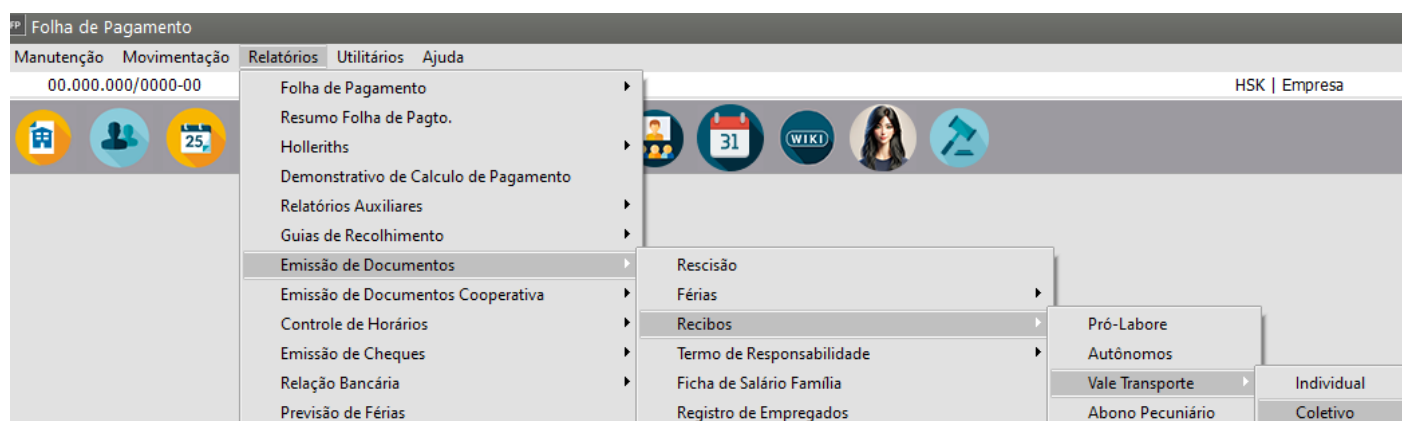 FP Folha de Pagamento
Manutenção Movimentação Relatórios Utilitários Ajuda
00.000.000/0000-00 HSK | Empresa
25
31
WIKI
Folha de Pagamento
Resumo Folha de Pagto.
Holleriths
Demonstrativo de Calculo de Pagamento
Relatórios Auxiliares
Guias de Recolhimento
Emissão de Documentos
Emissão de Documentos Cooperativa
Controle de Horários
Emissão de Cheques
Relação Bancária
Previsão de Férias
Rescisão
Férias
Recibos
Termo de Responsabilidade
Ficha de Salário Família
Registro de Empregados
Pró-Labore
Autônomos
Vale Transporte
Abono Pecuniário
Individual
Coletivo